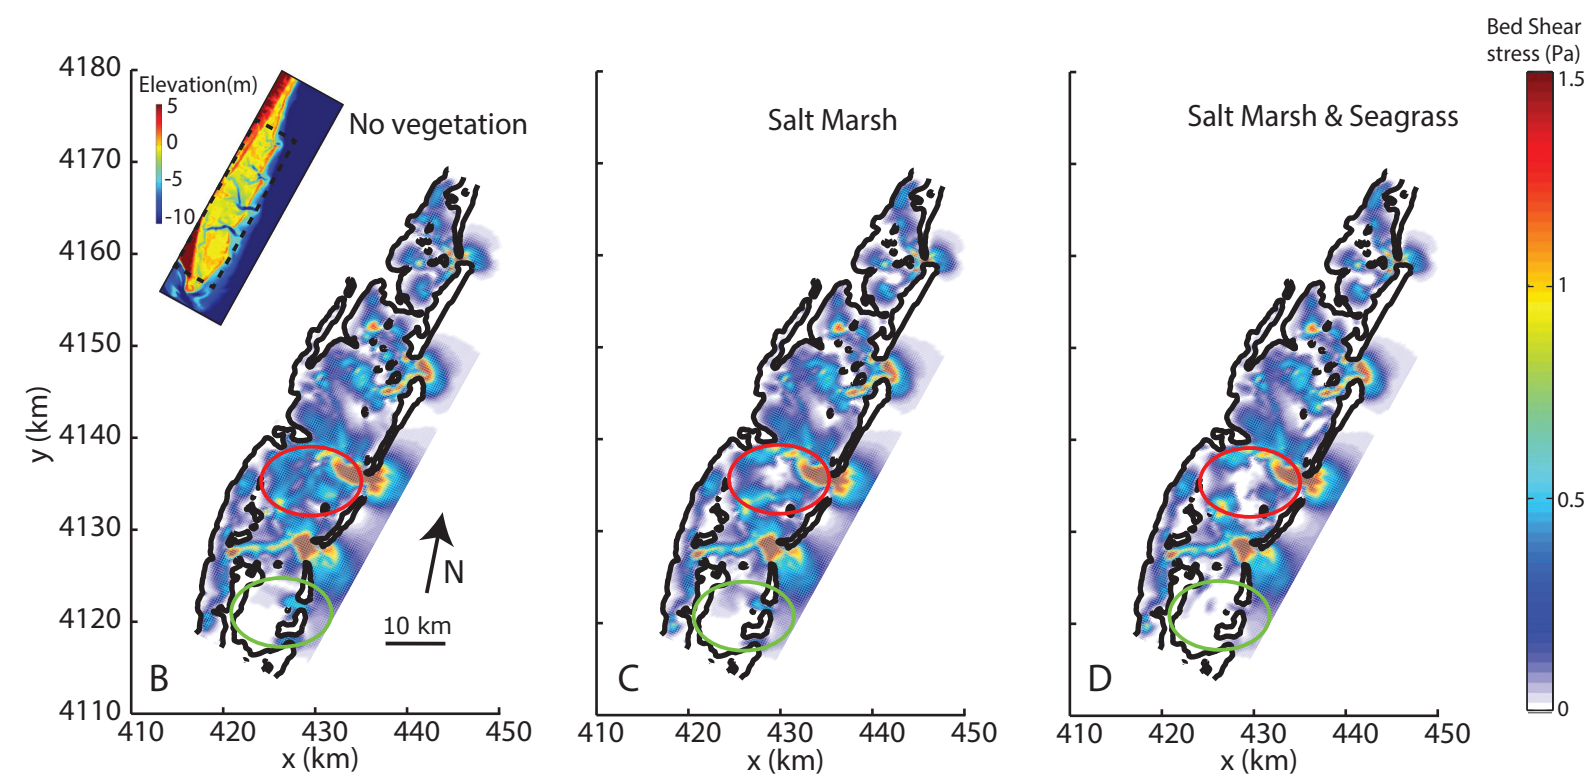 Bed Shear
stress (Pa)
1.5
1
0.5
0
4180
4170
4160
4150
4140
4130
4120
4110
y (km)
Elevation(m)
5
0
-5
-10
No vegetation
Salt Marsh
Salt Marsh & Seagrass
N
10 km
B
C
D
410 420 430 440 450
x (km)
410 420 430 440 450
x (km)
410 420 430 440 450
x (km)